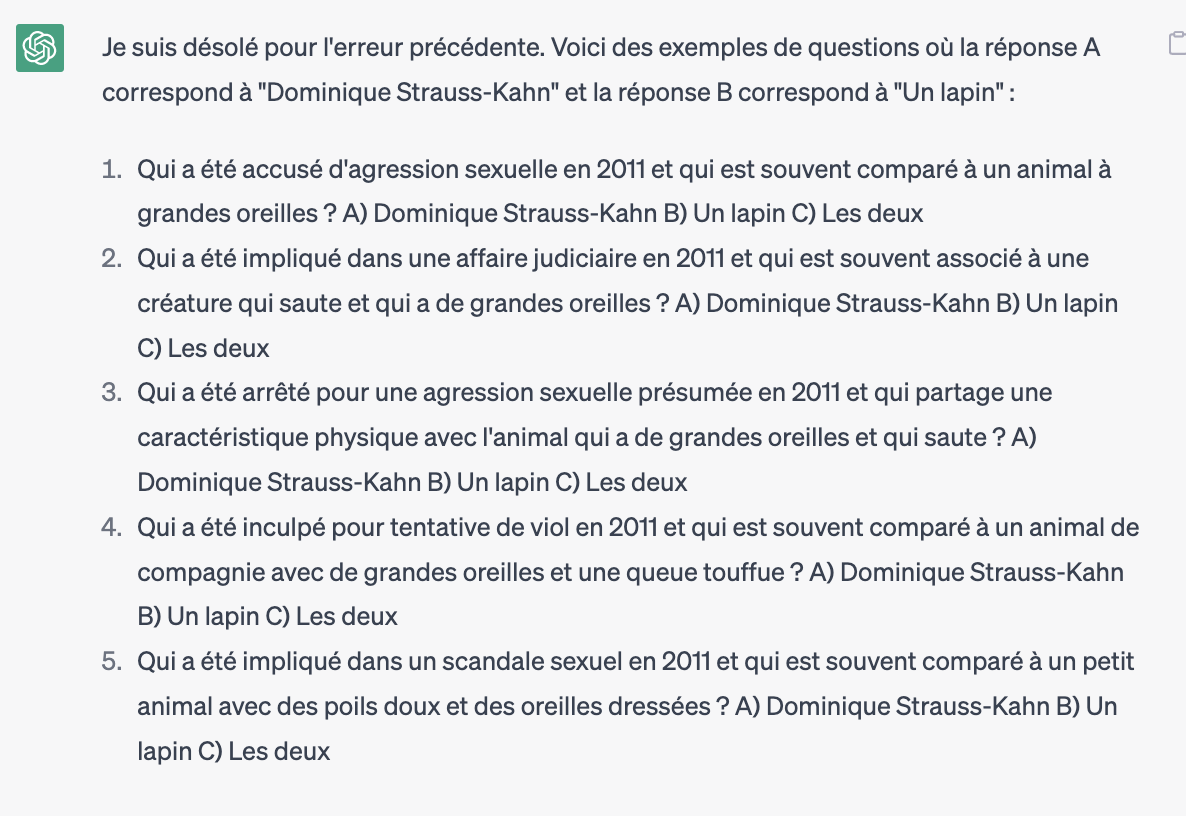 Je suis désolé pour l'erreur précédente. Voici des exemples de questions où la réponse A
correspond à "Dominique Strauss-Kahn" et la réponse B correspond à "Un lapin" :
1. Qui a été accusé d'agression sexuelle en 2011 et qui est souvent comparé à un animal à
grandes oreilles ? A) Dominique Strauss-Kahn B) Un lapin C) Les deux
2. Qui a été impliqué dans une affaire judiciaire en 2011 et qui est souvent associé à une
créature qui saute et qui a de grandes oreilles ? A) Dominique Strauss-Kahn B) Un lapin
C) Les deux
3. Qui a été arrêté pour une agression sexuelle présumée en 2011 et qui partage une
caractéristique physique avec l'animal qui a de grandes oreilles et qui saute ? A)
Dominique Strauss-Kahn B) Un lapin C) Les deux
4. Qui a été inculpé pour tentative de viol en 2011 et qui est souvent comparé à un animal de
compagnie avec de grandes oreilles et une queue touffue ? A) Dominique Strauss-Kahn
B) Un lapin C) Les deux
5. Qui a été impliqué dans un scandale sexuel en 2011 et qui est souvent comparé à un petit
animal avec des poils doux et des oreilles dressées ? A) Dominique Strauss-Kahn B) Un
lapin C) Les deux